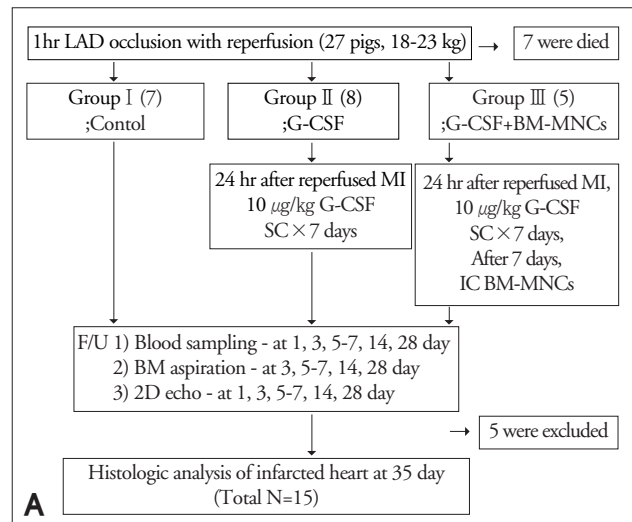 1hr LAD occlusion with reperfusion (27 pigs, 18-23 kg)
7 were died
Group Ⅰ (7)
;Contol
Group Ⅱ (8)
;G-CSF
Group Ⅲ (5)
;G-CSF+BM-MNCs
24 hr after reperfused MI
10 μg/kg G-CSF
SC×7 days
24 hr after reperfused MI,
10 μg/kg G-CSF
SC×7 days,
After 7 days,
IC BM-MNCs
F/U 1) Blood sampling - at 1, 3, 5-7, 14, 28 day
2) BM aspiration - at 3, 5-7, 14, 28 day
3) 2D echo - at 1, 3, 5-7, 14, 28 day
5 were excluded
Histologic analysis of infarcted heart at 35 day
(Total N=15)
A